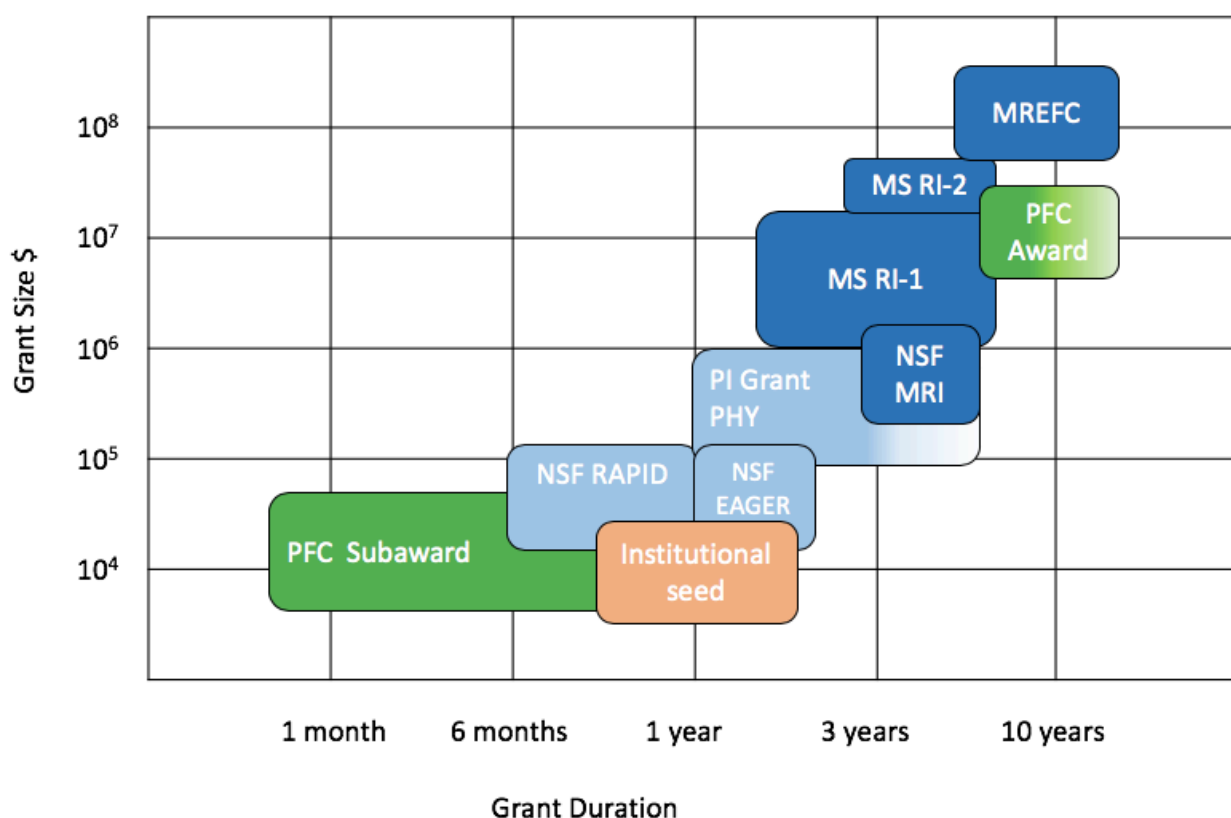 Grant Size $
10⁸
10⁷
10⁶
10⁵
10⁴
MREFC
MS RI-2
PFC
Award
MS RI-1
NSF
MRI
PI Grant
PHY
NSF RAPID
NSF
EAGER
PFC  Subaward
Institutional
seed
1 month
6 months
1 year
3 years
10 years
Grant Duration